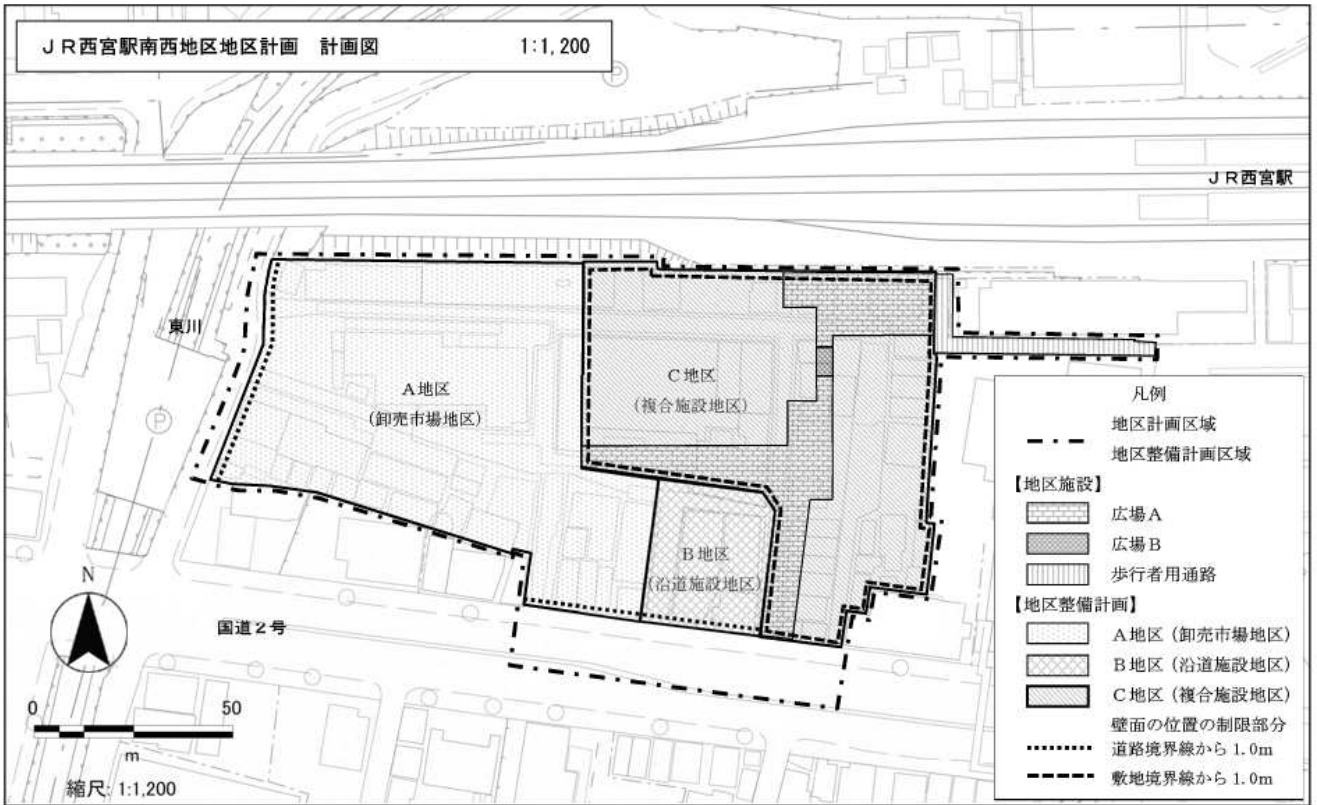 JR西宮駅南西地区地区計画 計画図 1:1,200
P
JR西宮駅
東川
P
A地区
(卸売市場地区)
C地区
(複合施設地区)
B地区
(沿道施設地区)
国道2号
N
0 50
m
縮尺: 1:1,200
凡例
地区計画区域
地区整備計画区域
【地区施設】
広場A
広場B
歩行者用通路
【地区整備計画】
A地区(卸売市場地区)
B地区(沿道施設地区)
C地区(複合施設地区)
壁面の位置の制限部分
道路境界線から1.0m
敷地境界線から1.0m